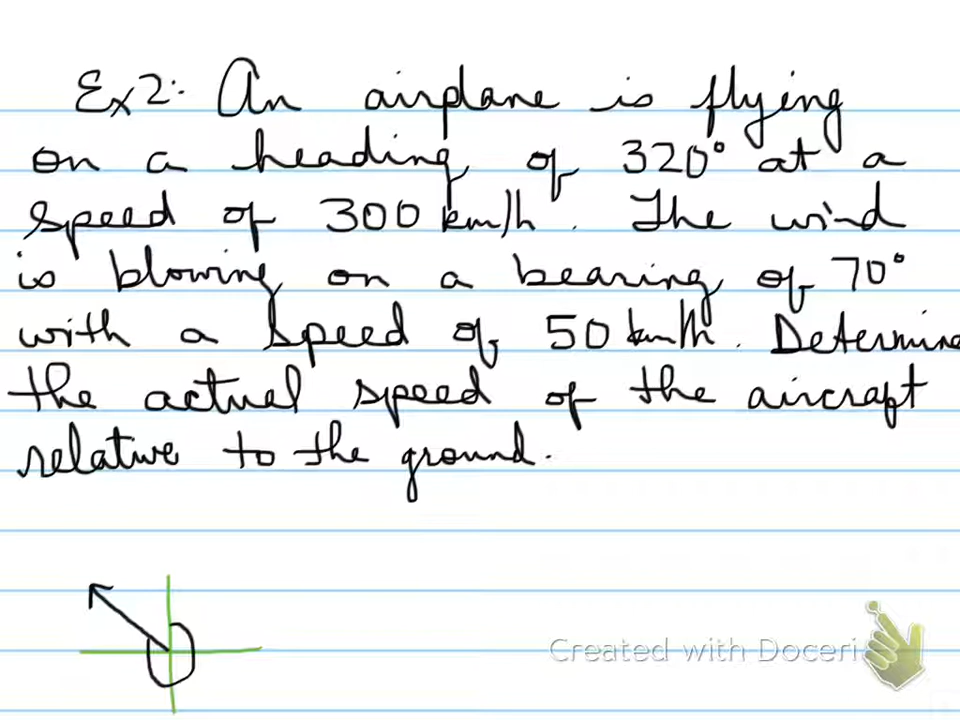 Ex2: An airplane is flying
on a heading of 320° at a
speed of 300 km/h. The wind
is blowing on a bearing of 70°
with a speed of 50 km/h. Determine
the actual speed of the aircraft
relative to the ground.
Created with Doceri